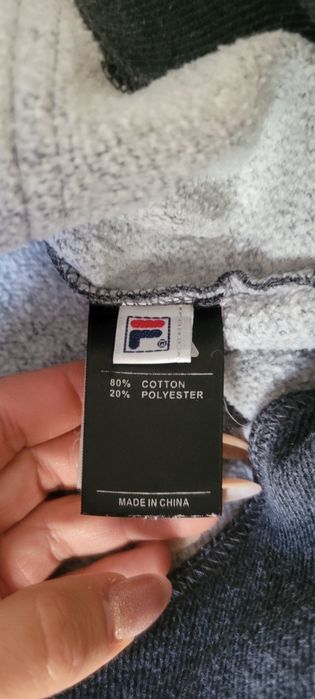 F®
80% COTTON
20% POLYESTER
MADE IN CHINA